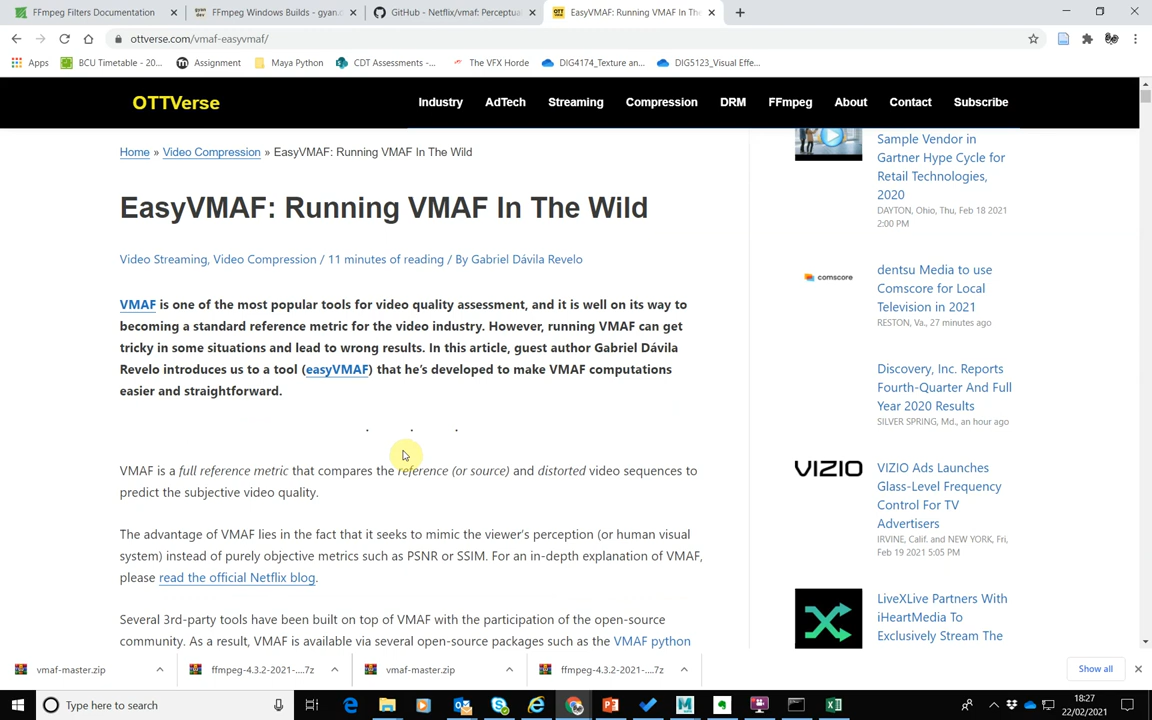 FFmpeg Filters Documentation
FFmpeg Windows Builds - gyan.
GitHub - Netflix/vmaf: Perceptua
EasyVMAF: Running VMAF In The
ottverse.com/vmaf-easyvmaf/
Apps
BCU Timetable - 20...
Assignment
Maya Python
CDT Assessments -...
The VFX Horde
DIG4174_Texture an...
DIG5123_Visual Effe...
OTTVerse
Industry
AdTech
Streaming
Compression
DRM
FFmpeg
About
Contact
Subscribe
Home » Video Compression » EasyVMAF: Running VMAF In The Wild
EasyVMAF: Running VMAF In The Wild
Video Streaming, Video Compression / 11 minutes of reading / By Gabriel Dávila Revelo
VMAF is one of the most popular tools for video quality assessment, and it is well on its way to
becoming a standard reference metric for the video industry. However, running VMAF can get
tricky in some situations and lead to wrong results. In this article, guest author Gabriel Dávila
Revelo introduces us to a tool (easyVMAF) that he's developed to make VMAF computations
easier and straightforward.
. . .
VMAF is a full reference metric that compares the reference (or source) and distorted video sequences to
predict the subjective video quality.
The advantage of VMAF lies in the fact that it seeks to mimic the viewer's perception (or human visual
system) instead of purely objective metrics such as PSNR or SSIM. For an in-depth explanation of VMAF,
please read the official Netflix blog.
Several 3rd-party tools have been built on top of VMAF with the participation of the open-source
community. As a result, VMAF is available via several open-source packages such as the VMAF python
Sample Vendor in
Gartner Hype Cycle for
Retail Technologies,
2020
DAYTON, Ohio, Thu, Feb 18 2021
2:00 PM
comscore
dentsu Media to use
Comscore for Local
Television in 2021
RESTON, Va., 27 minutes ago
Discovery, Inc. Reports
Fourth-Quarter And Full
Year 2020 Results
SILVER SPRING, Md., an hour ago
VIZIO
VIZIO Ads Launches
Glass-Level Frequency
Control For TV
Advertisers
IRVINE, Calif. and NEW YORK, Fri,
Feb 19 2021 5:05 PM
LiveXLive Partners With
iHeartMedia To
Exclusively Stream The
vmaf-master.zip
ffmpeg-4.3.2-2021-....7z
vmaf-master.zip
ffmpeg-4.3.2-2021-....7z
Show all
Type here to search
18:27
22/02/2021